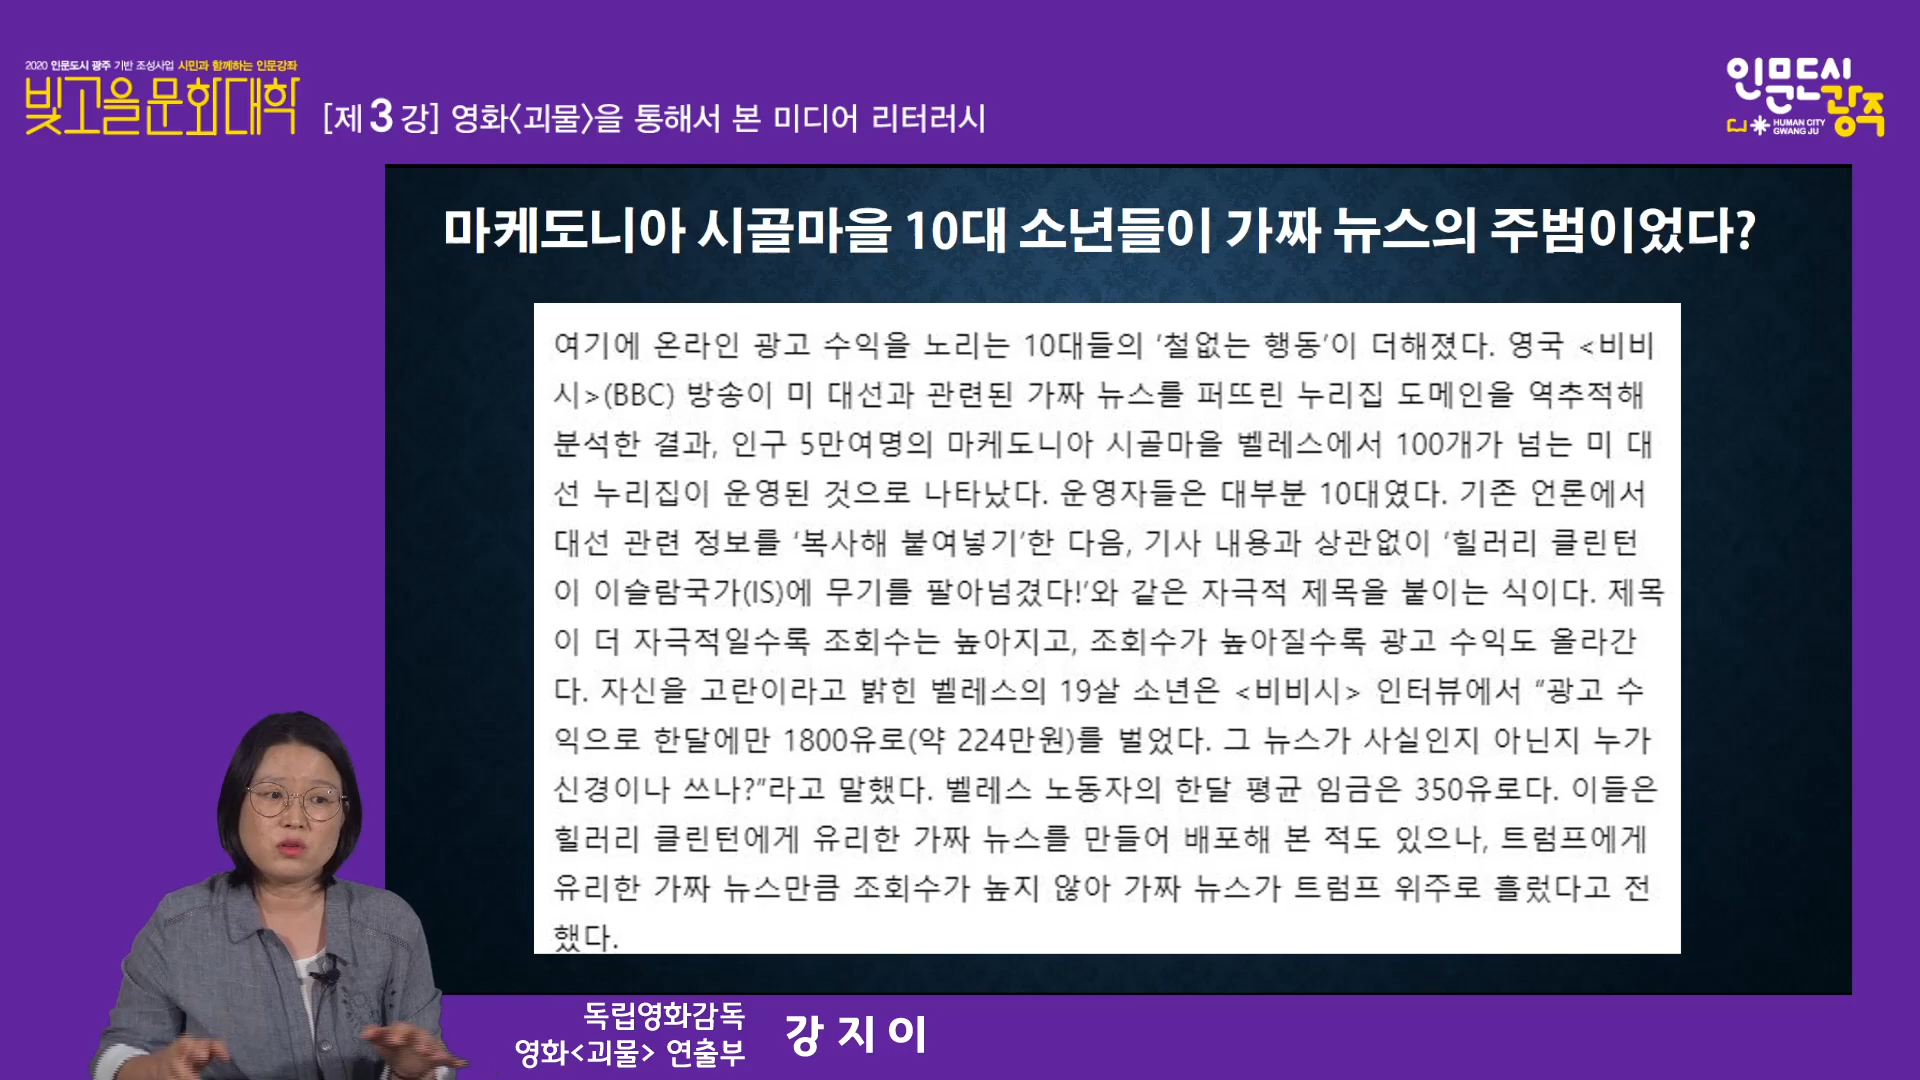 2020 인문도시 광주 기반 조성사업 시민과 함께하는 인문강좌
빛고을문화대학
[제3강] 영화<괴물>을 통해서 본 미디어 리터러시
인문도시
광주
HUMAN CITY
GWANG JU
마케도니아 시골마을 10대 소년들이 가짜 뉴스의 주범이었다?
여기에 온라인 광고 수익을 노리는 10대들의 '철없는 행동'이 더해졌다. 영국 <비비
시>(BBC) 방송이 미 대선과 관련된 가짜 뉴스를 퍼뜨린 누리집 도메인을 역추적해
분석한 결과, 인구 5만여명의 마케도니아 시골마을 벨레스에서 100개가 넘는 미 대
선 누리집이 운영된 것으로 나타났다. 운영자들은 대부분 10대였다. 기존 언론에서
대선 관련 정보를 '복사해 붙여넣기'한 다음, 기사 내용과 상관없이 '힐러리 클린턴
이 이슬람국가(IS)에 무기를 팔아넘겼다!'와 같은 자극적 제목을 붙이는 식이다. 제목
이 더 자극적일수록 조회수는 높아지고, 조회수가 높아질수록 광고 수익도 올라간
다. 자신을 고란이라고 밝힌 벨레스의 19살 소년은 <비비시> 인터뷰에서 "광고 수
익으로 한달에만 1800유로(약 224만원)를 벌었다. 그 뉴스가 사실인지 아닌지 누가
신경이나 쓰나?"라고 말했다. 벨레스 노동자의 한달 평균 임금은 350유로다. 이들은
힐러리 클린턴에게 유리한 가짜 뉴스를 만들어 배포해 본 적도 있으나, 트럼프에게
유리한 가짜 뉴스만큼 조회수가 높지 않아 가짜 뉴스가 트럼프 위주로 흘렀다고 전
했다.
독립영화감독
영화<괴물> 연출부
강지이